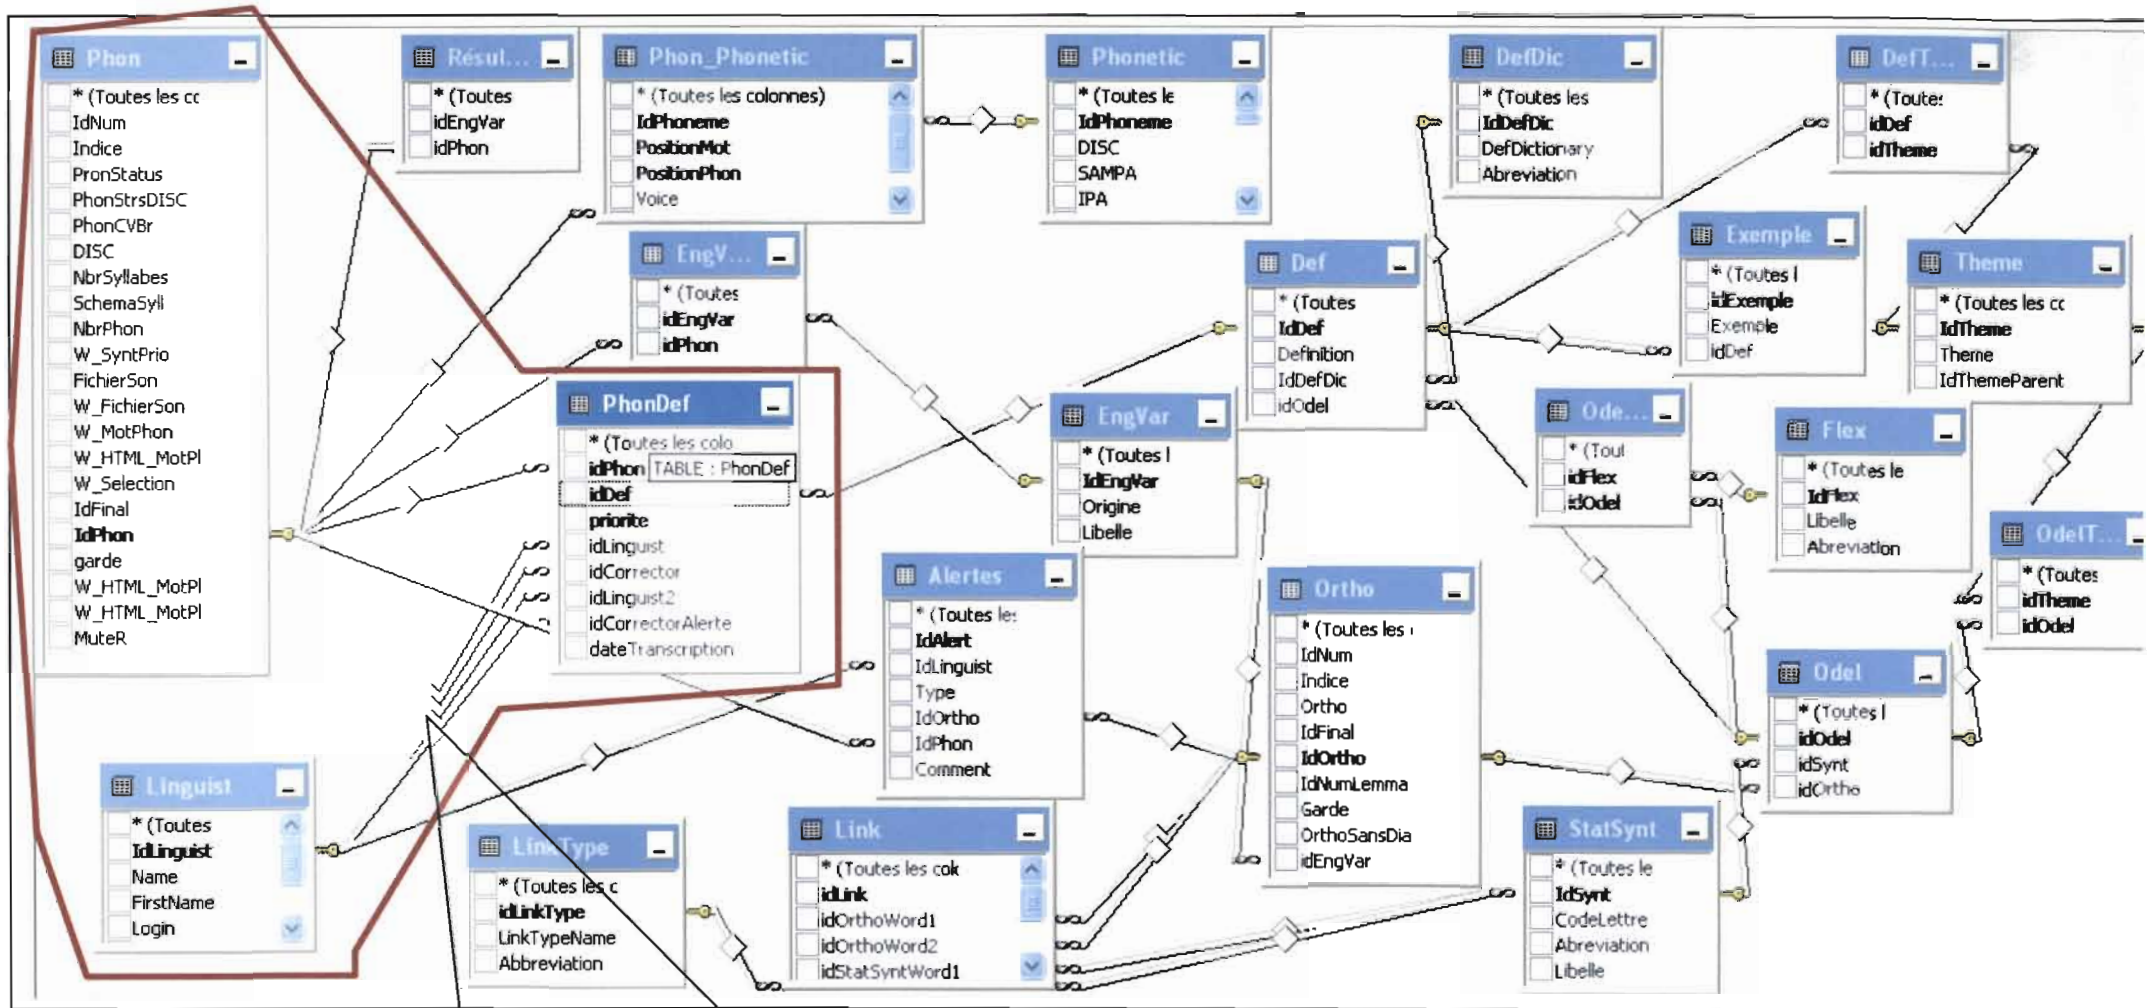 Phon
* (Toutes les cc
IdNum
Indice
PronStatus
PhonStrsDISC
PhonCVBr
DISC
NbrSyllabes
SchemaSyll
NbrPhon
W_SyntPrio
FichierSon
W_FichierSon
W_MotPhon
W_HTML_MotPl
W_Selection
IdFinal
IdPhon
garde
W_HTML_MotPl
W_HTML_MotPl
MuteR
Résul...
* (Toutes
idEngVar
idPhon
Phon_Phonetic
* (Toutes les colonnes)
IdPhoneme
PositionMot
PositionPhon
Voice
Phonetic
* (Toutes le
IdPhoneme
DISC
SAMPA
IPA
DefDic
* (Toutes les
IdDefDic
DefDictionary
Abreviation
DefT...
* (Toutes
idDef
idTheme
EngV...
* (Toutes
idEngVar
idPhon
Def
* (Toutes
IdDef
Definition
IdDefDic
idOdel
Exemple
* (Toutes l
idExemple
Exemple
idDef
Theme
* (Toutes les cc
IdTheme
Theme
IdThemeParent
PhonDef
* (Toutes les colo
idPhon
TABLE : PhonDef
idDef
priorite
idLinguist
idCorrector
idLinguist2
idCorrectorAlerte
dateTranscription
EngVar
* (Toutes l
IdEngVar
Origine
Libelle
Ode...
* (Toul
idFlex
idOdel
Flex
* (Toutes le
IdFlex
Libelle
Abreviation
OdelT...
* (Toutes
idTheme
idOdel
Alertes
* (Toutes les
IdAlert
IdLinguist
Type
IdOrtho
IdPhon
Comment
Ortho
* (Toutes les
IdNum
Indice
Ortho
IdFinal
IdOrtho
IdNumLemma
Garde
OrthoSansDia
idEngVar
Odel
* (Toutes l
idOdel
idSynt
idOrtho
Linguist
* (Toutes
IdLinguist
Name
FirstName
Login
LinkType
* (Toutes les c
idLinkType
LinkTypeName
Abbreviation
Link
* (Toutes les cok
idLink
idOrthoWord1
idOrthoWord2
idStatSyntWord1
StatSynt
* (Toutes le
IdSynt
CodeLettre
Abreviation
Libelle